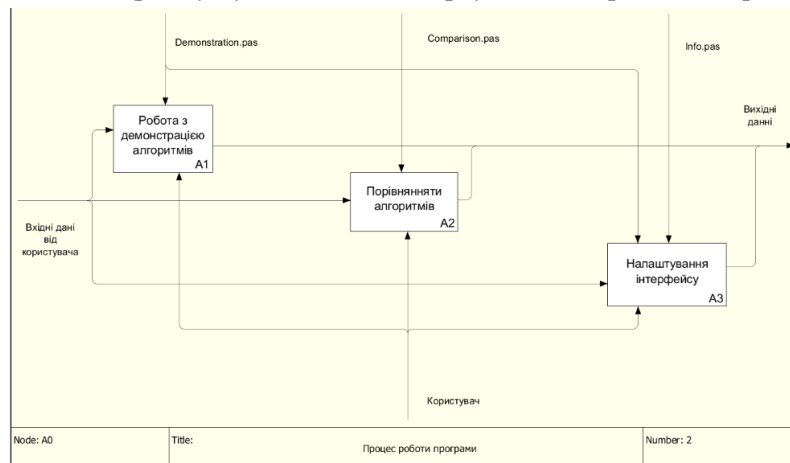 Demonstration.pas
Comparison.pas
Info.pas
Вихідні
данні
Робота з
демонстрацією
алгоритмів
A1
Порівнянняти
алгоритмів
A2
Вхідні дані
від
користувача
Налаштування
інтерфейсу
A3
Користувач
Node: A0
Title:
Процес роботи програми
Number: 2